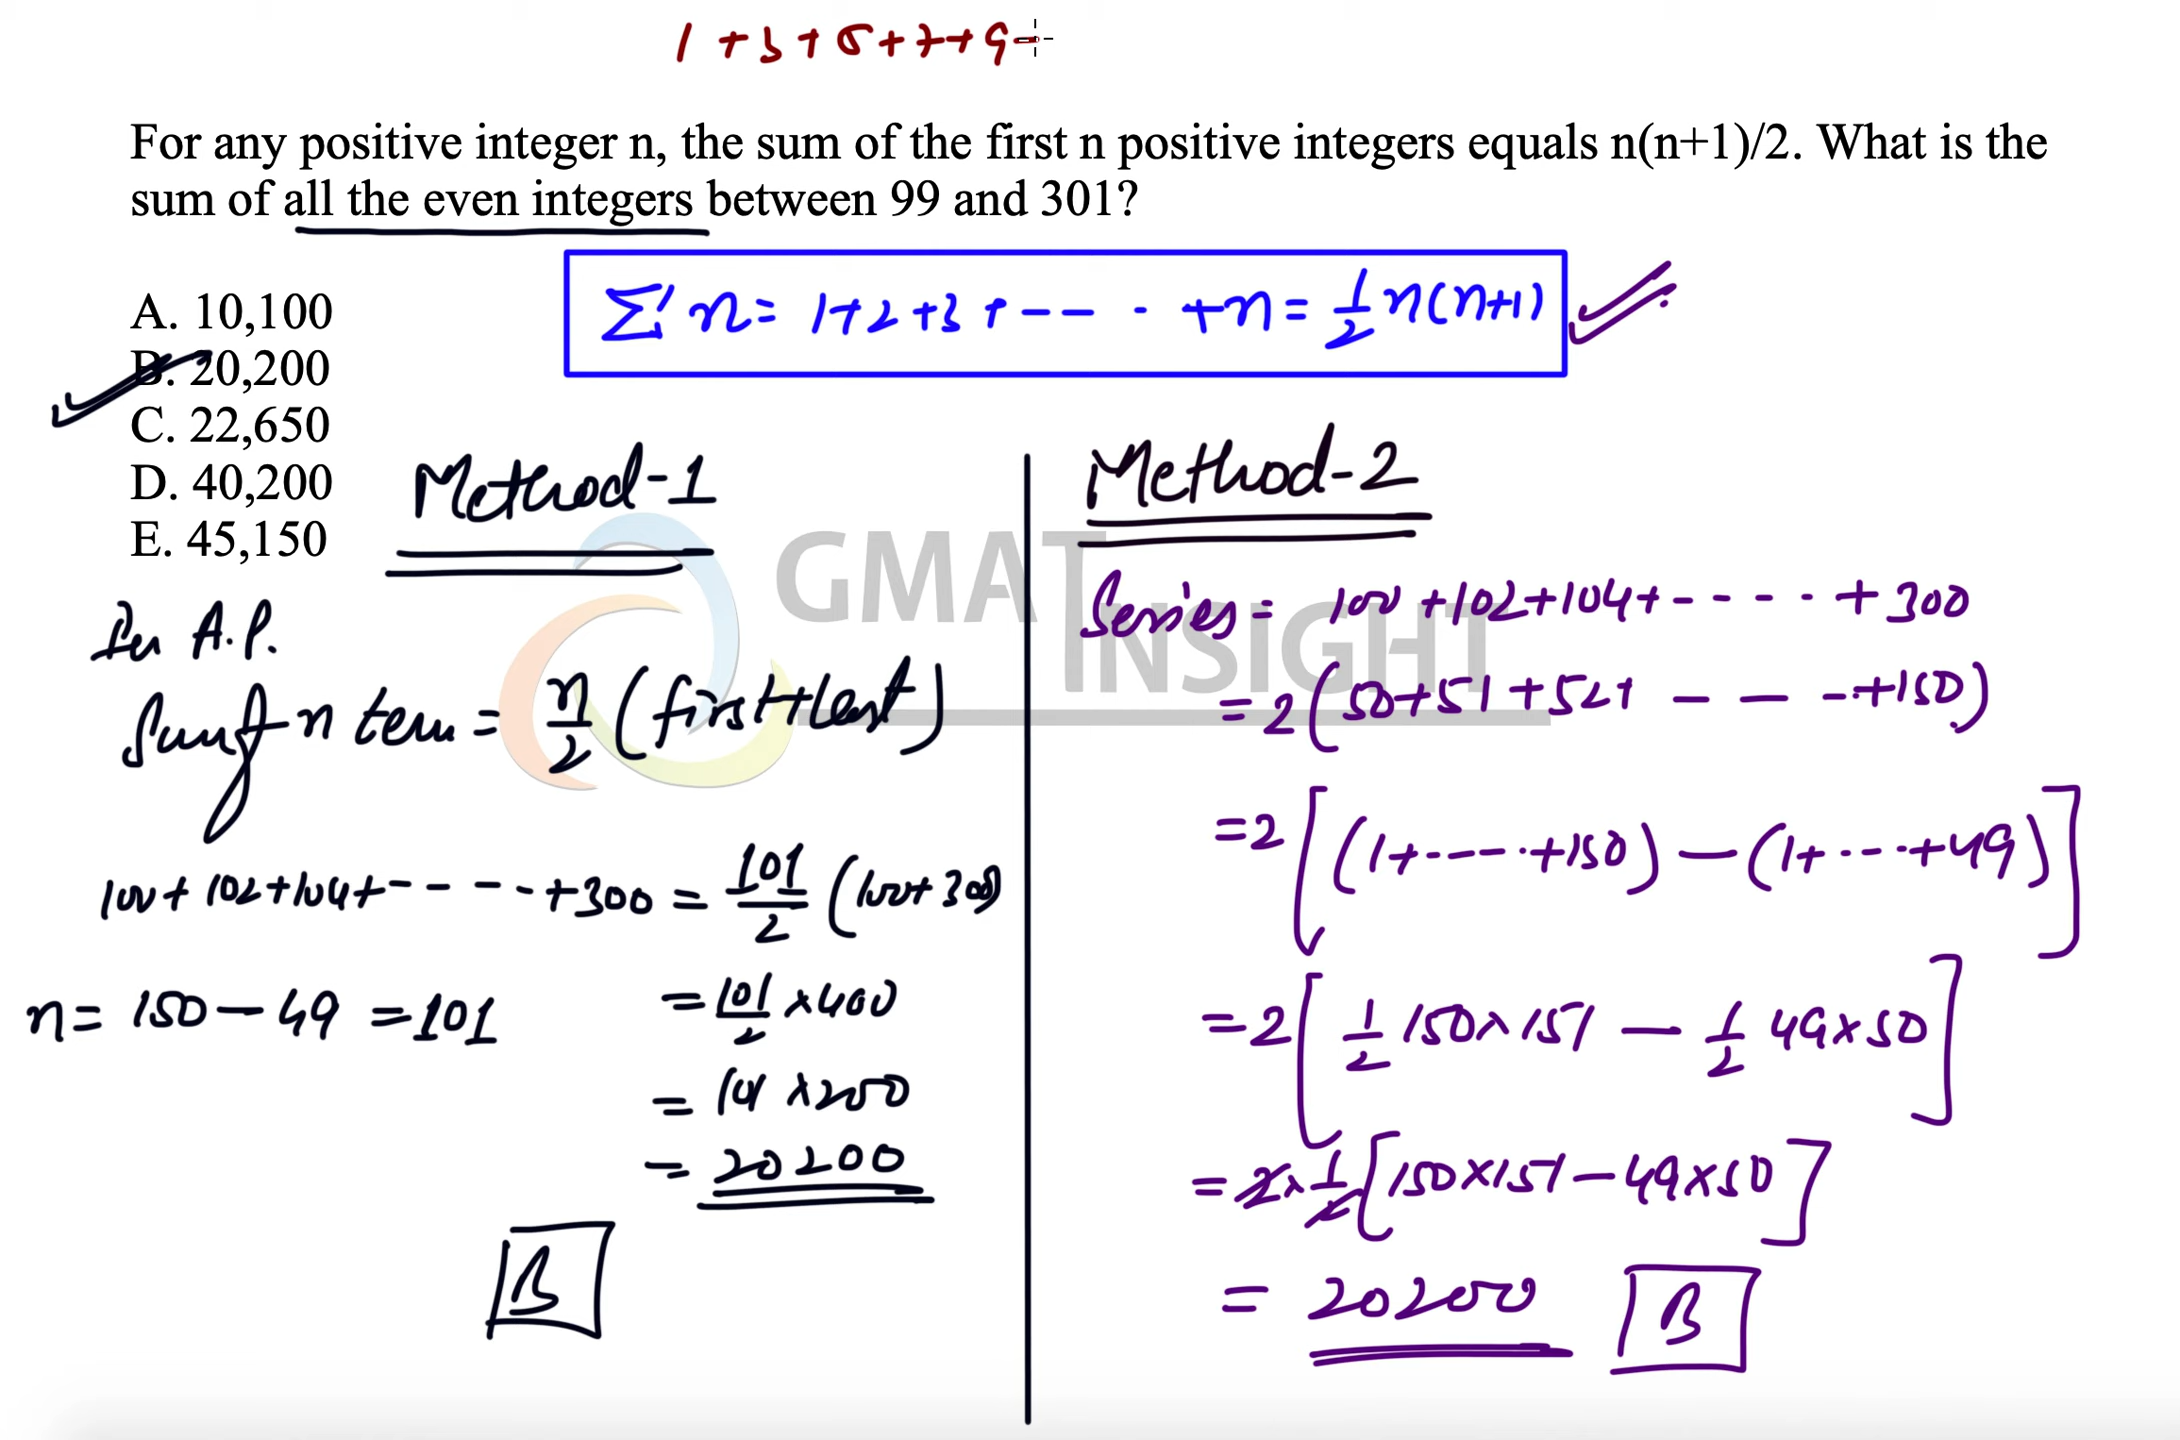 1 + 3 + 5 + 7 + 9 =
For any positive integer n, the sum of the first n positive integers equals n(n+1)/2. What is the
sum of all the even integers between 99 and 301?
Σ n = 1+2+3+----+n = 1/2 n(n+1)
A. 10,100
B. 20,200
C. 22,650
D. 40,200
E. 45,150
GMAT
INSIGHT
Method-1
A.P.
Sum of n term = n/2 (first+last)
100+102+104+-----+300 = 101/2 (100+300)
n = 150-49 = 101
= 101/2 ×400
= 101 ×200
= 20200
B
Method-2
Series = 100+102+104+-----+300
= 2(50+51+52+----+150)
=2[(1+-----+150)-(1+---+49)]
=2[1/2 150×151 - 1/2 49×50]
= 2×1/2[150×151-49×50]
= 20200
B